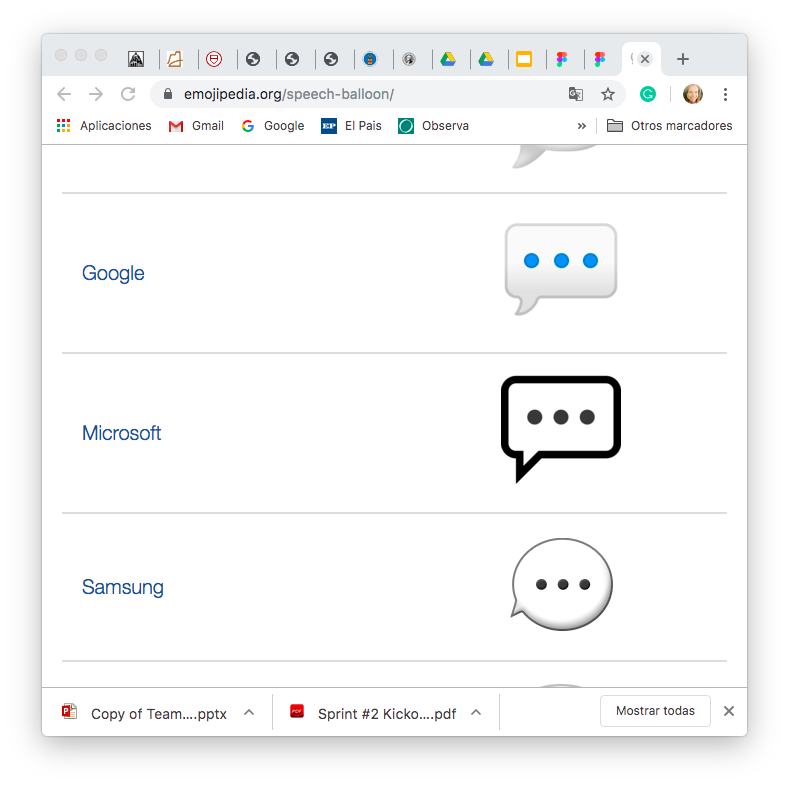 emojipedia.org/speech-balloon/
Aplicaciones Gmail Google EP El Pais Observa » Otros marcadores
Google
Microsoft
Samsung
Copy of Team....pptx Sprint #2 Kicko....pdf Mostrar todas